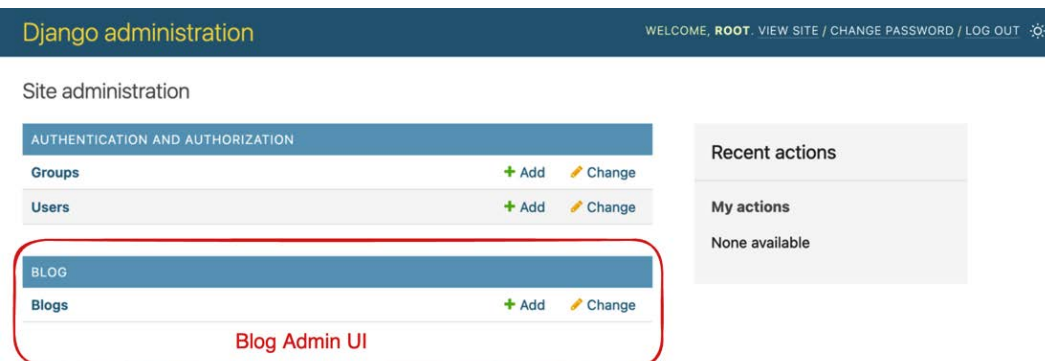 Django administration
WELCOME, ROOT. VIEW SITE / CHANGE PASSWORD / LOG OUT
Site administration
AUTHENTICATION AND AUTHORIZATION
Groups + Add Change
Users + Add Change
BLOG
Blogs + Add Change
Blog Admin UI
Recent actions
My actions
None available